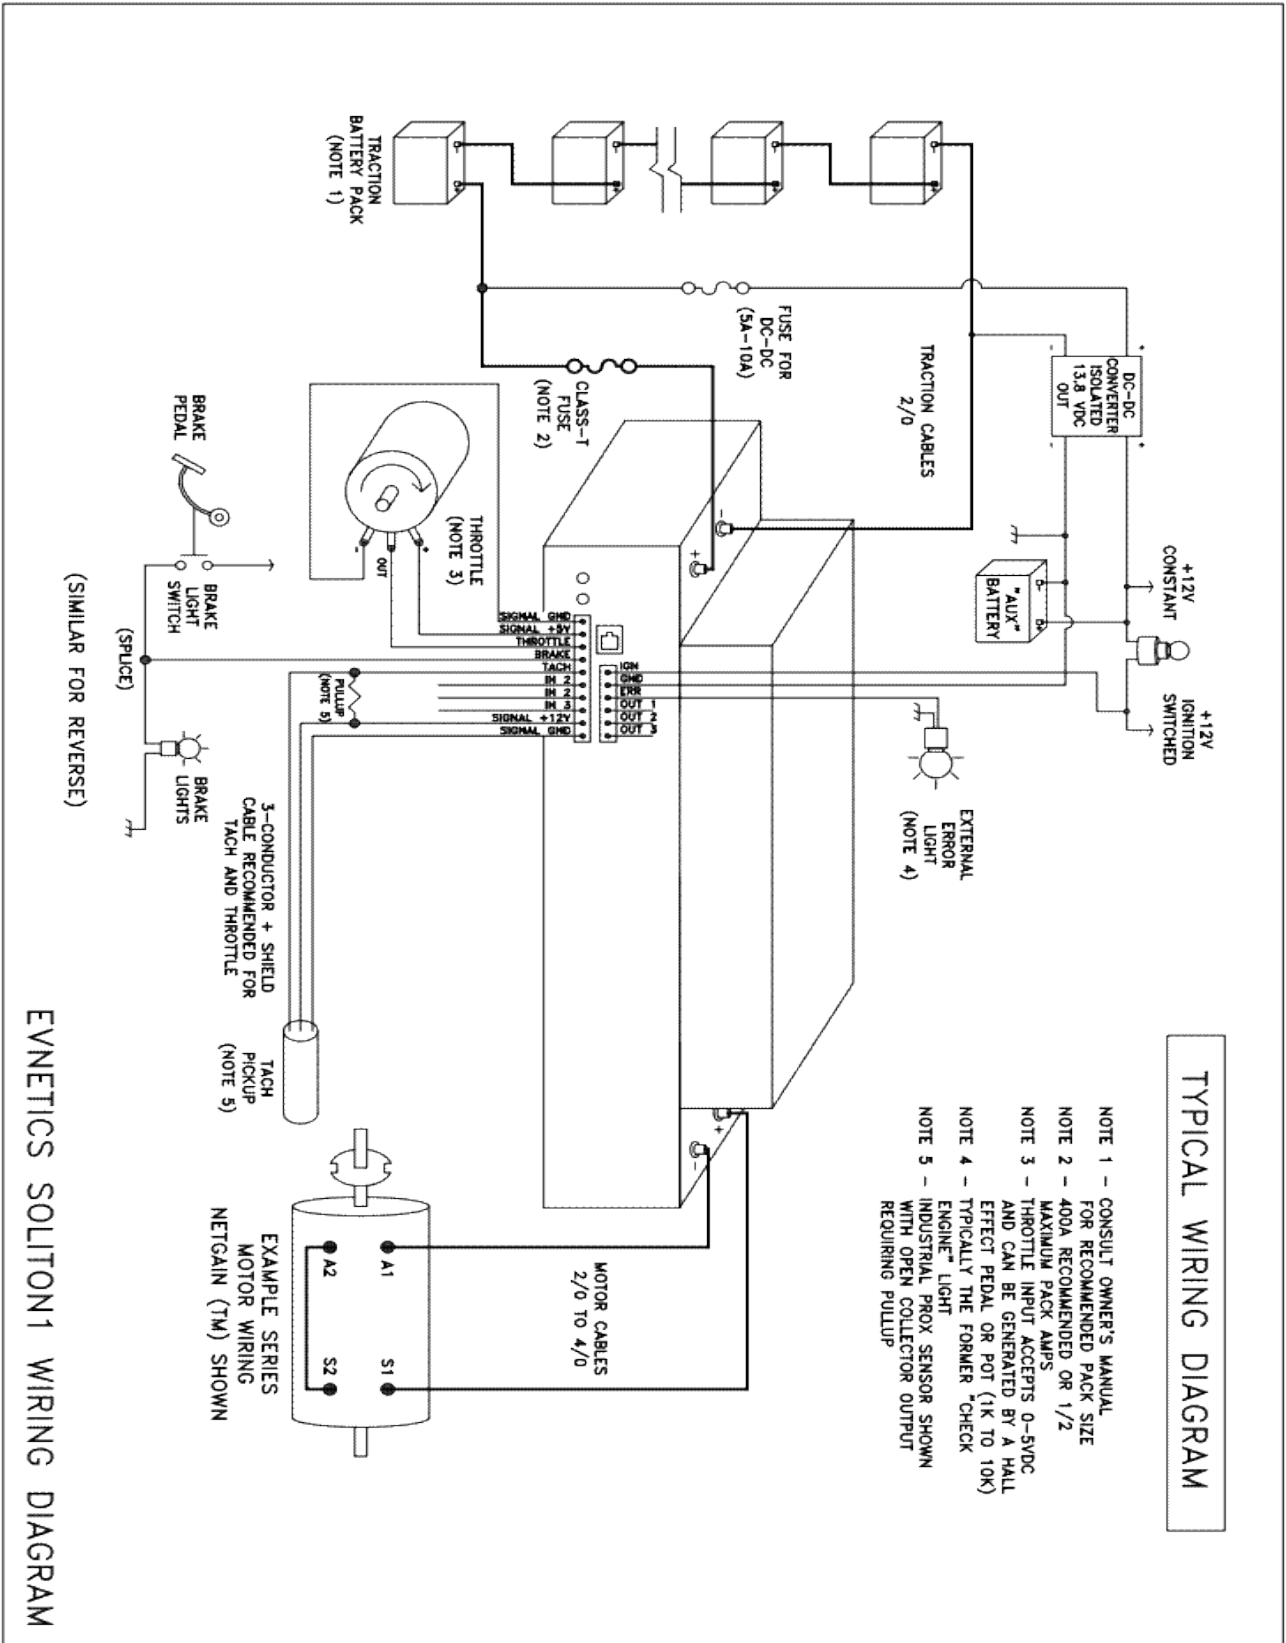 TYPICAL WIRING DIAGRAM
NOTE 1 - CONSULT OWNER'S MANUAL
FOR RECOMMENDED PACK SIZE
NOTE 2 - 400A RECOMMENDED OR 1/2
MAXIMUM PACK AMPS
NOTE 3 - THROTTLE INPUT ACCEPTS 0-5VDC
AND CAN BE GENERATED BY A HALL
EFFECT PEDAL OR POT (1K TO 10K)
NOTE 4 - TYPICALLY THE FORMER "CHECK
ENGINE" LIGHT
NOTE 5 - INDUSTRIAL PROX SENSOR SHOWN
WITH OPEN COLLECTOR OUTPUT
REQUIRING PULLUP
+12V
CONSTANT
+12V
IGNITION
SWITCHED
+
-
DC-DC
CONVERTER
ISOLATED
13.8 VDC
OUT
+
-
"AUX"
BATTERY
-
+
TRACTION CABLES
2/0
EXTERNAL
ERROR
LIGHT
(NOTE 4)
FUSE FOR
DC-DC
(5A-10A)
-
+
-
+
-
+
-
+
TRACTION
BATTERY PACK
(NOTE 1)
CLASS-T
FUSE
(NOTE 2)
-
+
+
-
IGN
GND
ERR
OUT 1
OUT 2
OUT 3
SIGNAL GND
SIGNAL +5V
THROTTLE
BRAKE
TACH
IN 2
IN 2
IN 3
SIGNAL +12V
SIGNAL GND
THROTTLE
(NOTE 3)
+
OUT
-
PULLUP
(NOTE 5)
MOTOR CABLES
2/0 TO 4/0
A1
S1
A2
S2
EXAMPLE SERIES
MOTOR WIRING
NETGAIN (TM) SHOWN
TACH
PICKUP
(NOTE 5)
3-CONDUCTOR + SHIELD
CABLE RECOMMENDED FOR
TACH AND THROTTLE
BRAKE
PEDAL
BRAKE
LIGHT
SWITCH
(SPLICE)
BRAKE
LIGHTS
(SIMILAR FOR REVERSE)
EVNETICS SOLITON1 WIRING DIAGRAM